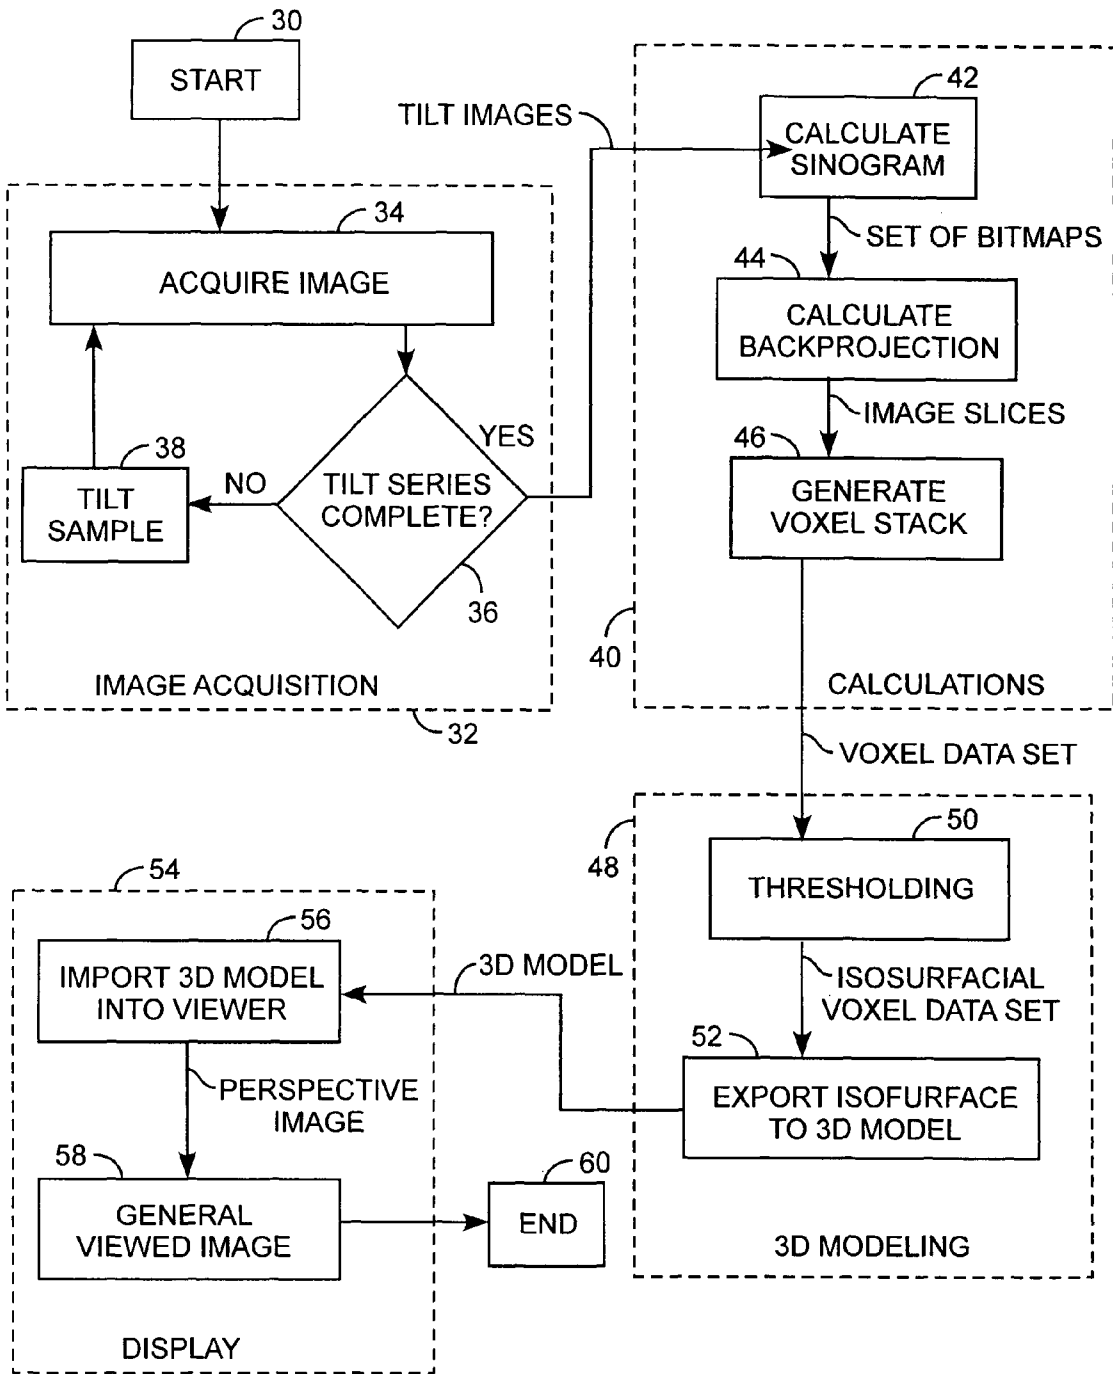 30
START
34
ACQUIRE IMAGE
38
TILT
SAMPLE
NO
YES
TILT SERIES
COMPLETE?
36
IMAGE ACQUISITION
32
TILT IMAGES
42
CALCULATE
SINOGRAM
SET OF BITMAPS
44
CALCULATE
BACKPROJECTION
IMAGE SLICES
46
GENERATE
VOXEL STACK
40
CALCULATIONS
VOXEL DATA SET
48
50
THRESHOLDING
ISOSURFACIAL
VOXEL DATA SET
52
EXPORT ISOFURFACE
TO 3D MODEL
3D MODELING
3D MODEL
54
56
IMPORT 3D MODEL
INTO VIEWER
PERSPECTIVE
IMAGE
58
GENERAL
VIEWED IMAGE
60
END
DISPLAY